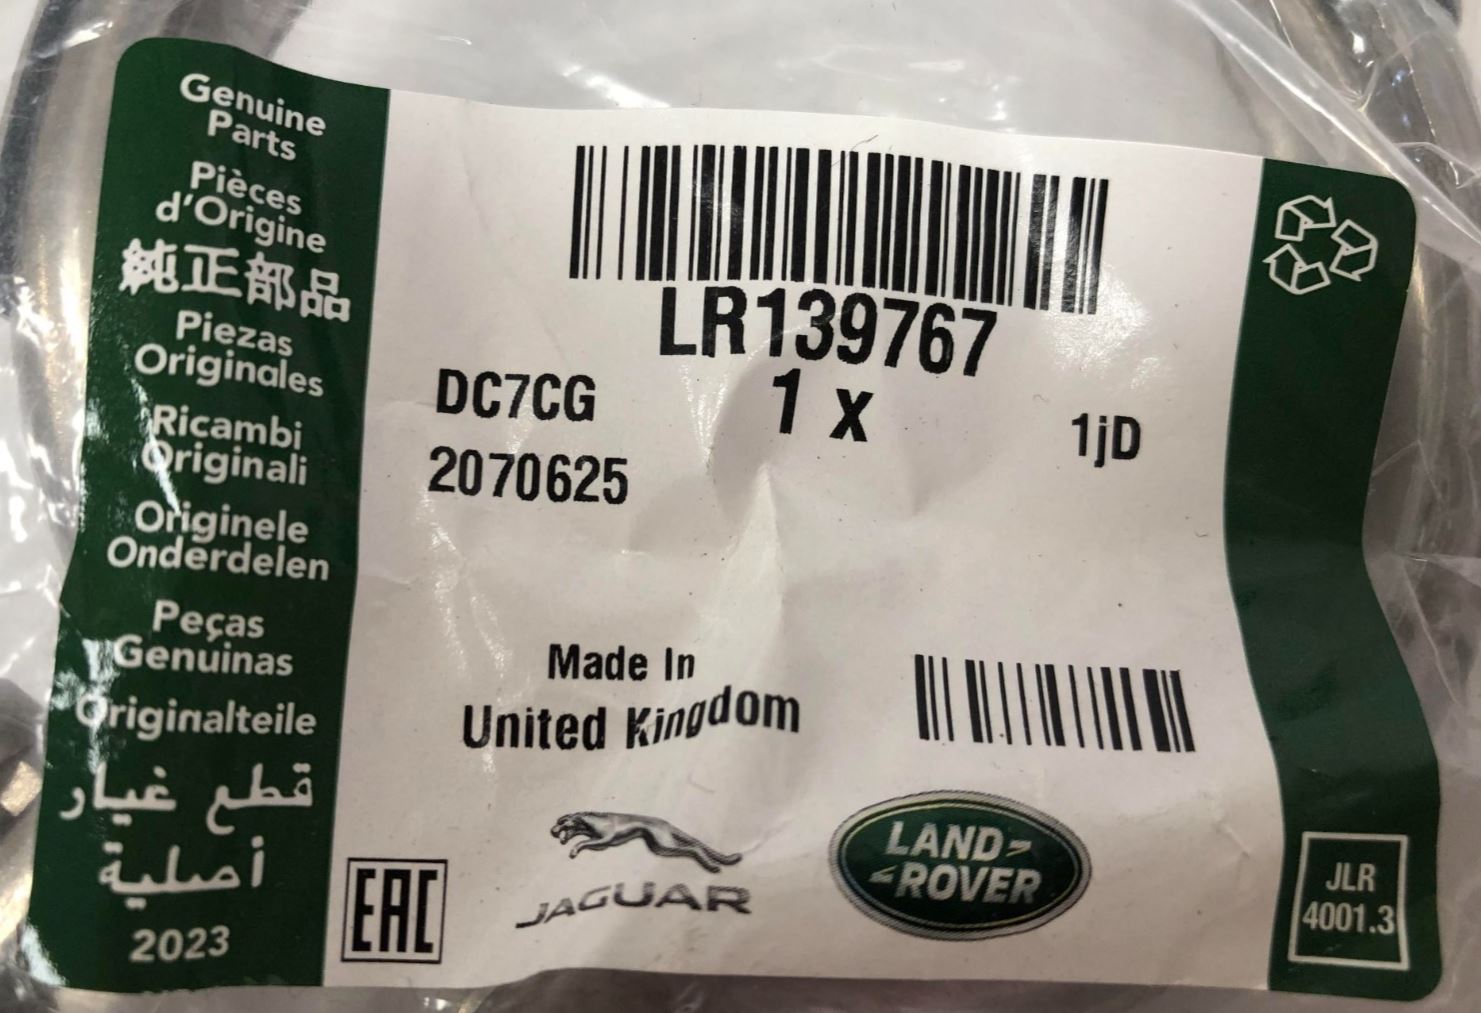 Genuine
Parts
Pièces
d'Origine
純正部品
Piezas
Originales
Ricambi
Originali
Originele
Onderdelen
Peças
Genuinas
Originalteile
قطع غيار
أصلية
2023
LR139767
DC7CG 1 x 1jD
2070625
Made In
United Kingdom
EAC
JAGUAR
LAND-
-ROVER
JLR
4001.3